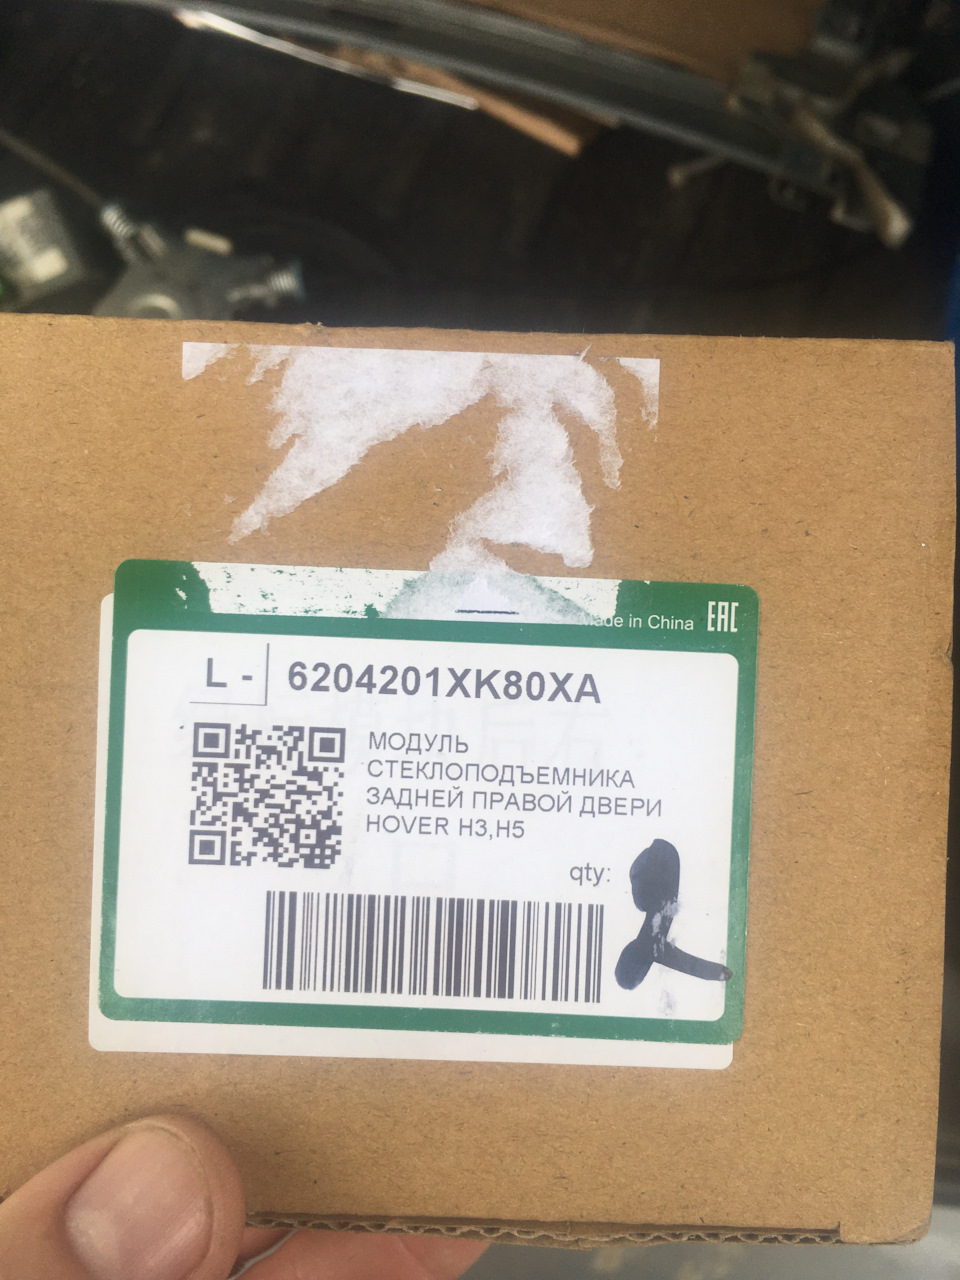 Made in China EAC
L - 6204201XK80XA
МОДУЛЬ
СТЕКЛОПОДЪЕМНИКА
ЗАДНЕЙ ПРАВОЙ ДВЕРИ
HOVER H3,H5
qty: